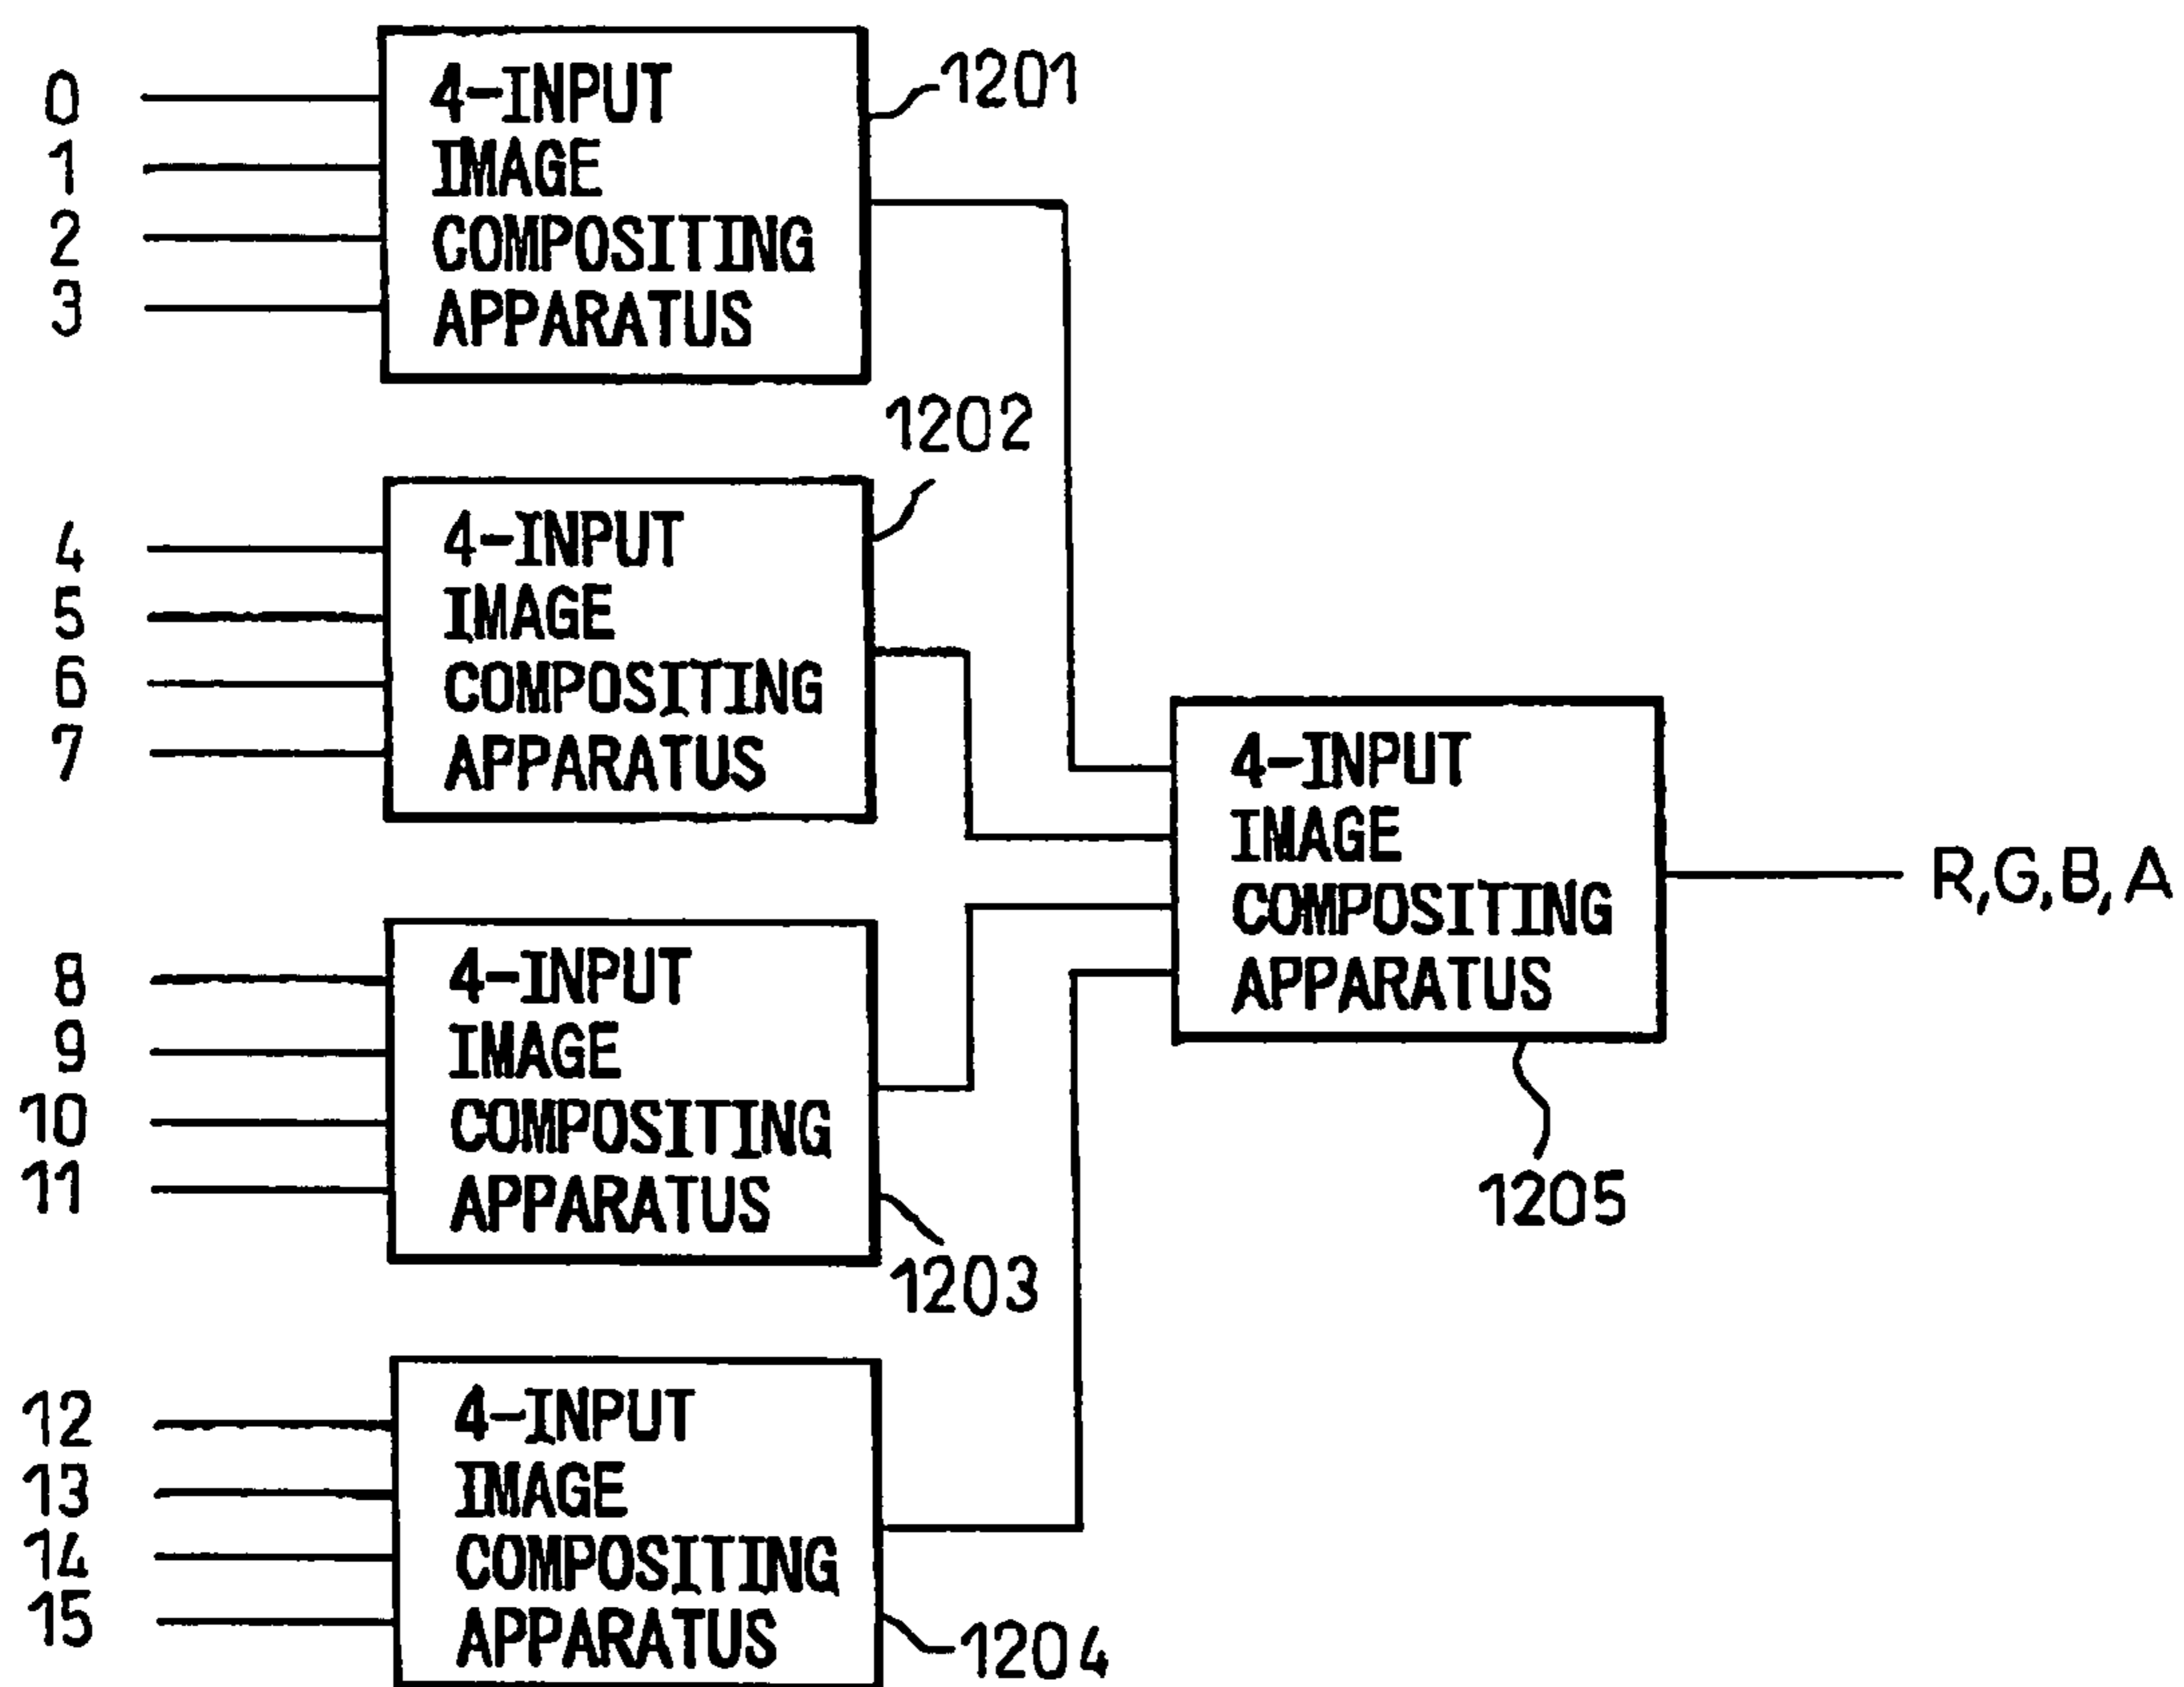 0
1
2
3
4-INPUT
IMAGE
COMPOSITING
APPARATUS
1201
4
5
6
7
4-INPUT
IMAGE
COMPOSITING
APPARATUS
1202
8
9
10
11
4-INPUT
IMAGE
COMPOSITING
APPARATUS
1203
12
13
14
15
4-INPUT
IMAGE
COMPOSITING
APPARATUS
1204
4-INPUT
IMAGE
COMPOSITING
APPARATUS
1205
R,G,B,A